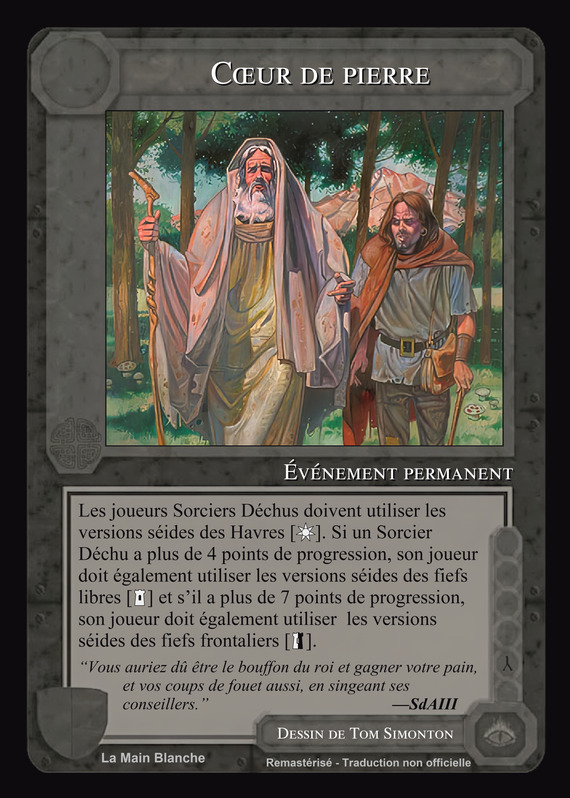 Cœur de pierre
Événement permanent
Les joueurs Sorciers Déchus doivent utiliser les
versions séides des Havres [ ]. Si un Sorcier
Déchu a plus de 4 points de progression, son joueur
doit également utiliser les versions séides des fiefs
libres [ ] et s’il a plus de 7 points de progression,
son joueur doit également utiliser les versions
séides des fiefs frontaliers [ ].
“Vous auriez dû être le bouffon du roi et gagner votre pain,
et vos coups de fouet aussi, en singeant ses
conseillers.” —SdAIII
Dessin de Tom Simonton
La Main Blanche
Remastérisé - Traduction non officielle